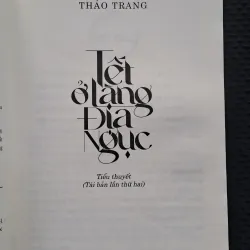 THẢO TRANG
Tết
ở làng
Địa
Ngục
Tiểu thuyết
(Tái bản lần thứ hai)